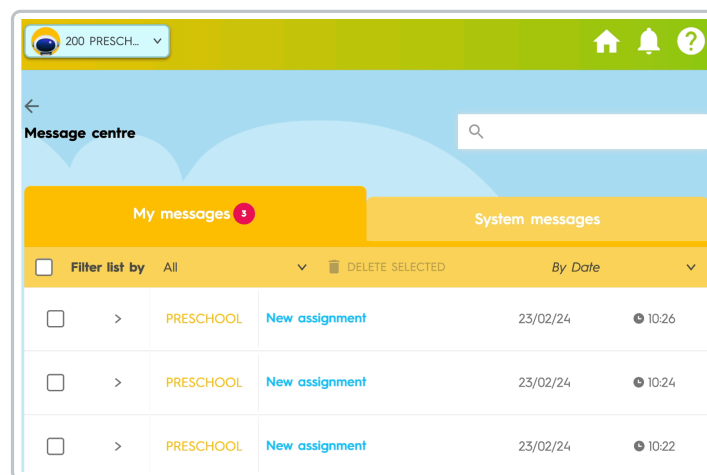 200 PRESCH...
Message centre
My messages 3
System messages
Filter list by All DELETE SELECTED By Date
PRESCHOOL New assignment 23/02/24 10:26
PRESCHOOL New assignment 23/02/24 10:24
PRESCHOOL New assignment 23/02/24 10:22